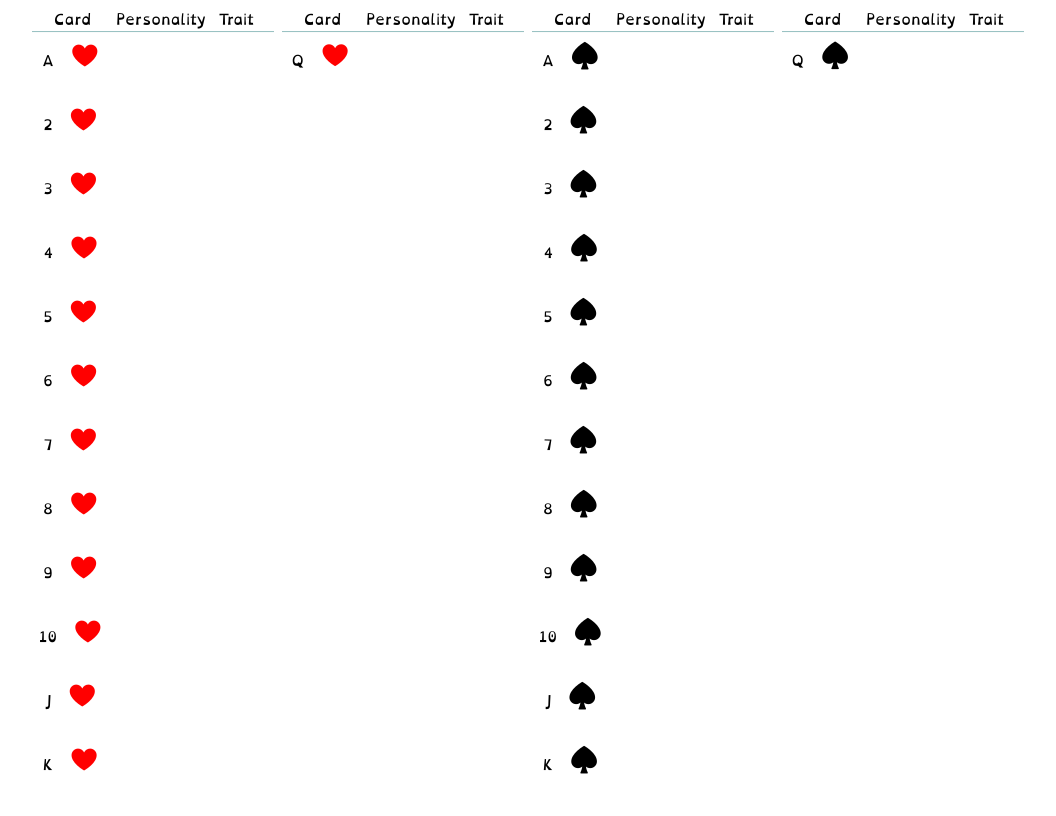 Card Personality Trait
A ♥
2 ♥
3 ♥
4 ♥
5 ♥
6 ♥
7 ♥
8 ♥
9 ♥
10 ♥
J ♥
K ♥
Card Personality Trait
Q ♥
Card Personality Trait
A ♠
2 ♠
3 ♠
4 ♠
5 ♠
6 ♠
7 ♠
8 ♠
9 ♠
10 ♠
J ♠
K ♠
Card Personality Trait
Q ♠